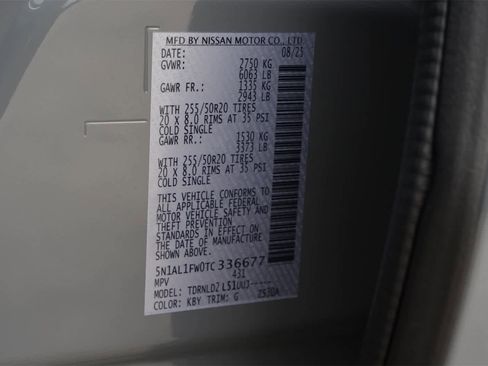 MFD BY NISSAN MOTOR CO., LTD
DATE: 08/25
GVWR: 2750 KG
6063 LB
GAWR FR.: 1335 KG
2943 LB
WITH 255/50R20 TIRES
20 X 8.0 RIMS AT 35 PSI
COLD SINGLE
GAWR RR.: 1530 KG
3373 LB
WITH 255/50R20 TIRES
20 X 8.0 RIMS AT 35 PSI
COLD SINGLE
THIS VEHICLE CONFORMS TO
ALL APPLICABLE FEDERAL
MOTOR VEHICLE SAFETY AND
THEFT PREVENTION
STANDARDS IN EFFECT ON
THE DATE OF MANUFACTURE
SHOWN ABOVE.
5N1AL1FW0TC336677
MPV 431
MODEL: TDRNLD2 L51UUJ-----
COLOR: KBY TRIM: G 2530A